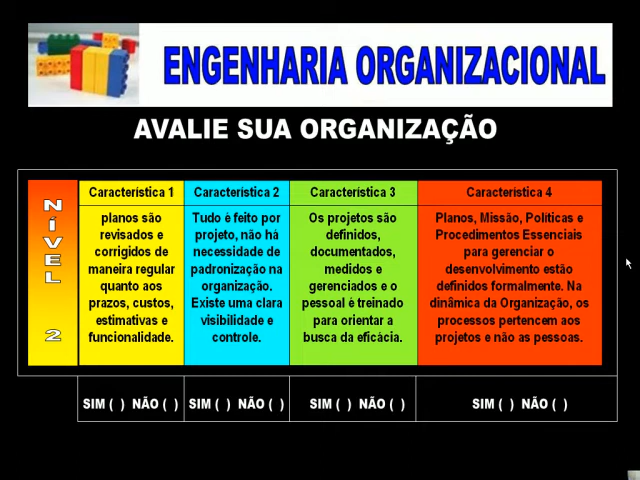 ENGENHARIA ORGANIZACIONAL
AVALIE SUA ORGANIZAÇÃO
NÍVEL 2
Característica 1
planos são
revisados e
corrigidos de
maneira regular
quanto aos
prazos, custos,
estimativas e
funcionalidade.
Característica 2
Tudo é feito por
projeto, não há
necessidade de
padronização na
organização.
Existe uma clara
visibilidade e
controle.
Característica 3
Os projetos são
definidos,
documentados,
medidos e
gerenciados e o
pessoal é treinado
para orientar a
busca da eficácia.
Característica 4
Planos, Missão, Políticas e
Procedimentos Essenciais
para gerenciar o
desenvolvimento estão
definidos formalmente. Na
dinâmica da Organização, os
processos pertencem aos
projetos e não as pessoas.
SIM ( ) NÃO ( )
SIM ( ) NÃO ( )
SIM ( ) NÃO ( )
SIM ( ) NÃO ( )